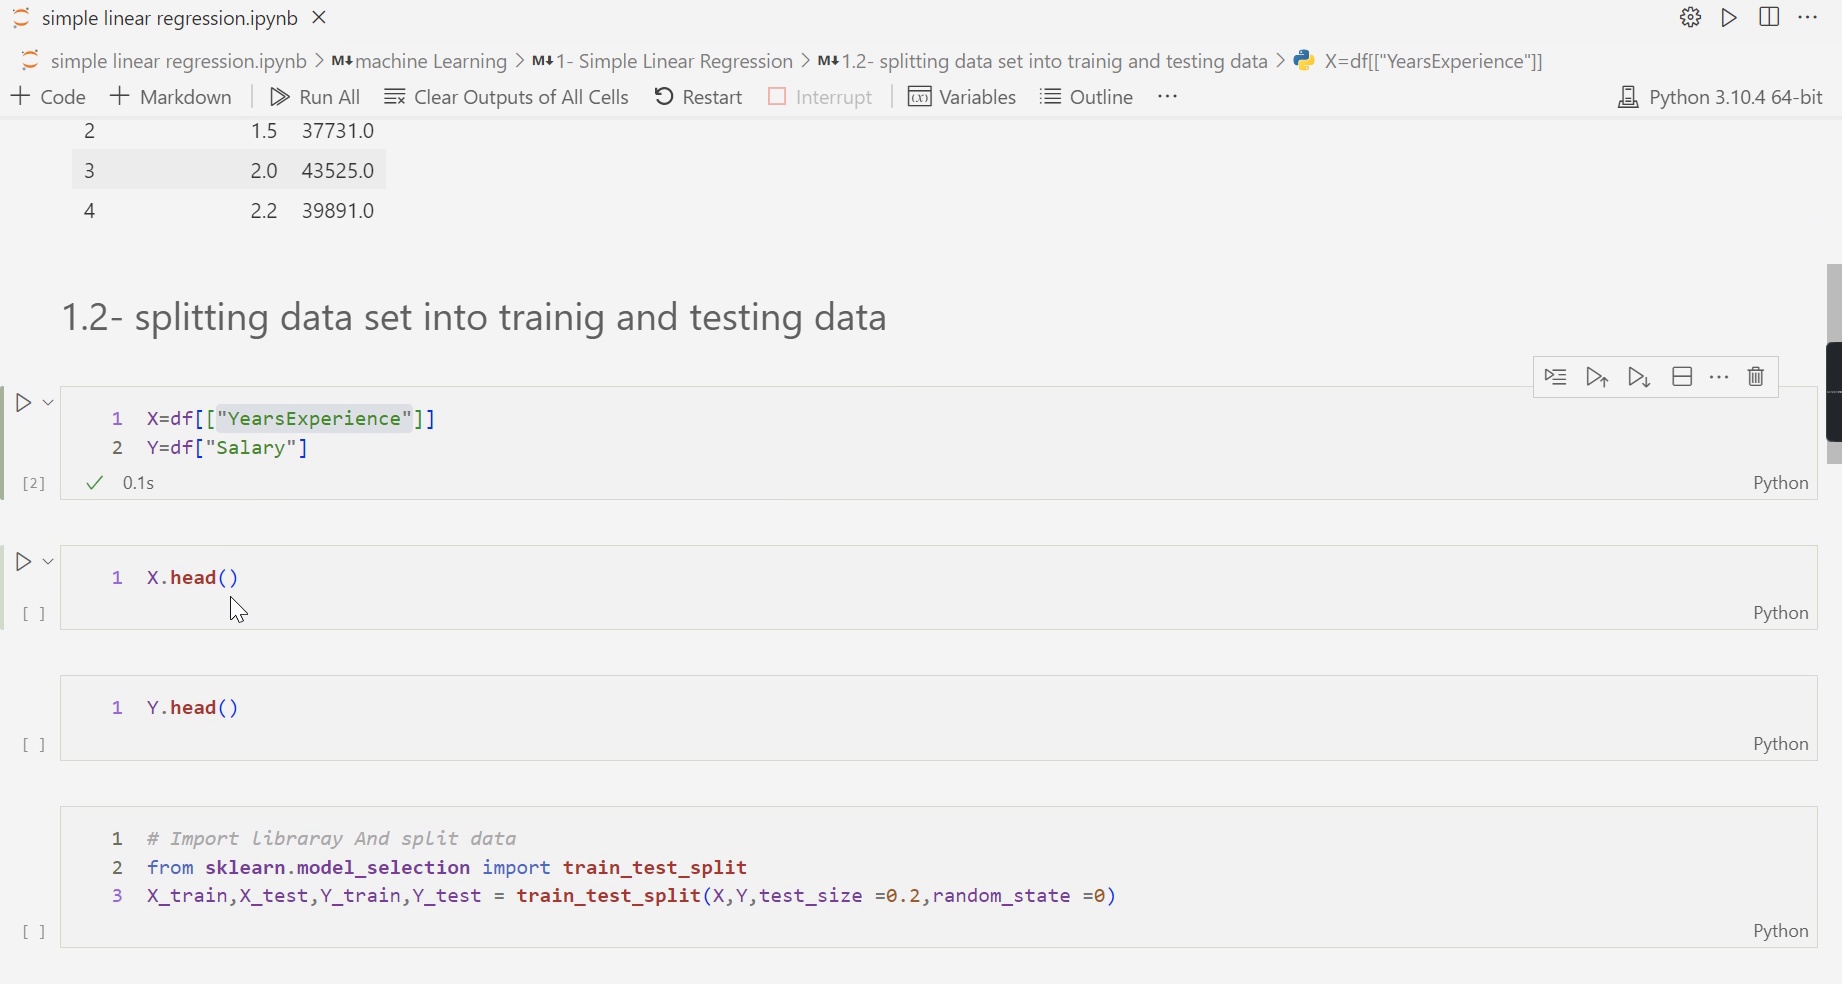 simple linear regression.ipynb
simple linear regression.ipynb > M↓ machine Learning > M↓ 1- Simple Linear Regression > M↓ 1.2- splitting data set into trainig and testing data > X=df[["YearsExperience"]]
+ Code + Markdown Run All Clear Outputs of All Cells Restart Interrupt (x) Variables Outline ... Python 3.10.4 64-bit
2 1.5 37731.0
3 2.0 43525.0
4 2.2 39891.0
1.2- splitting data set into trainig and testing data
1 X=df[["YearsExperience"]]
2 Y=df["Salary"]
[2] 0.1s Python
1 X.head()
[ ] Python
1 Y.head()
[ ] Python
1 # Import libraray And split data
2 from sklearn.model_selection import train_test_split
3 X_train,X_test,Y_train,Y_test = train_test_split(X,Y,test_size =0.2,random_state =0)
[ ] Python